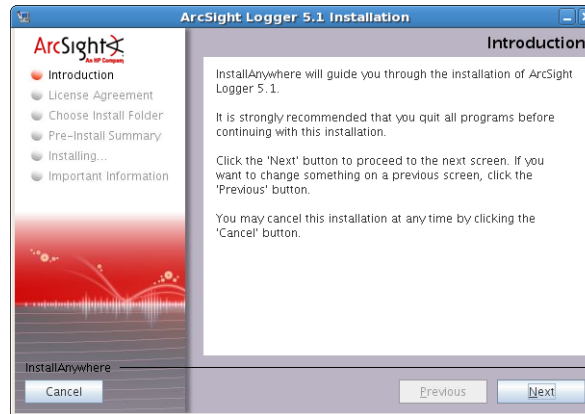 ArcSight Logger 5.1 Installation
ArcSight
An HP Company
Introduction
Introduction
License Agreement
Choose Install Folder
Pre-Install Summary
Installing...
Important Information
InstallAnywhere will guide you through the installation of ArcSight
Logger 5.1.
It is strongly recommended that you quit all programs before
continuing with this installation.
Click the 'Next' button to proceed to the next screen. If you
want to change something on a previous screen, click the
'Previous' button.
You may cancel this installation at any time by clicking the
'Cancel' button.
InstallAnywhere
Cancel
Previous
Next